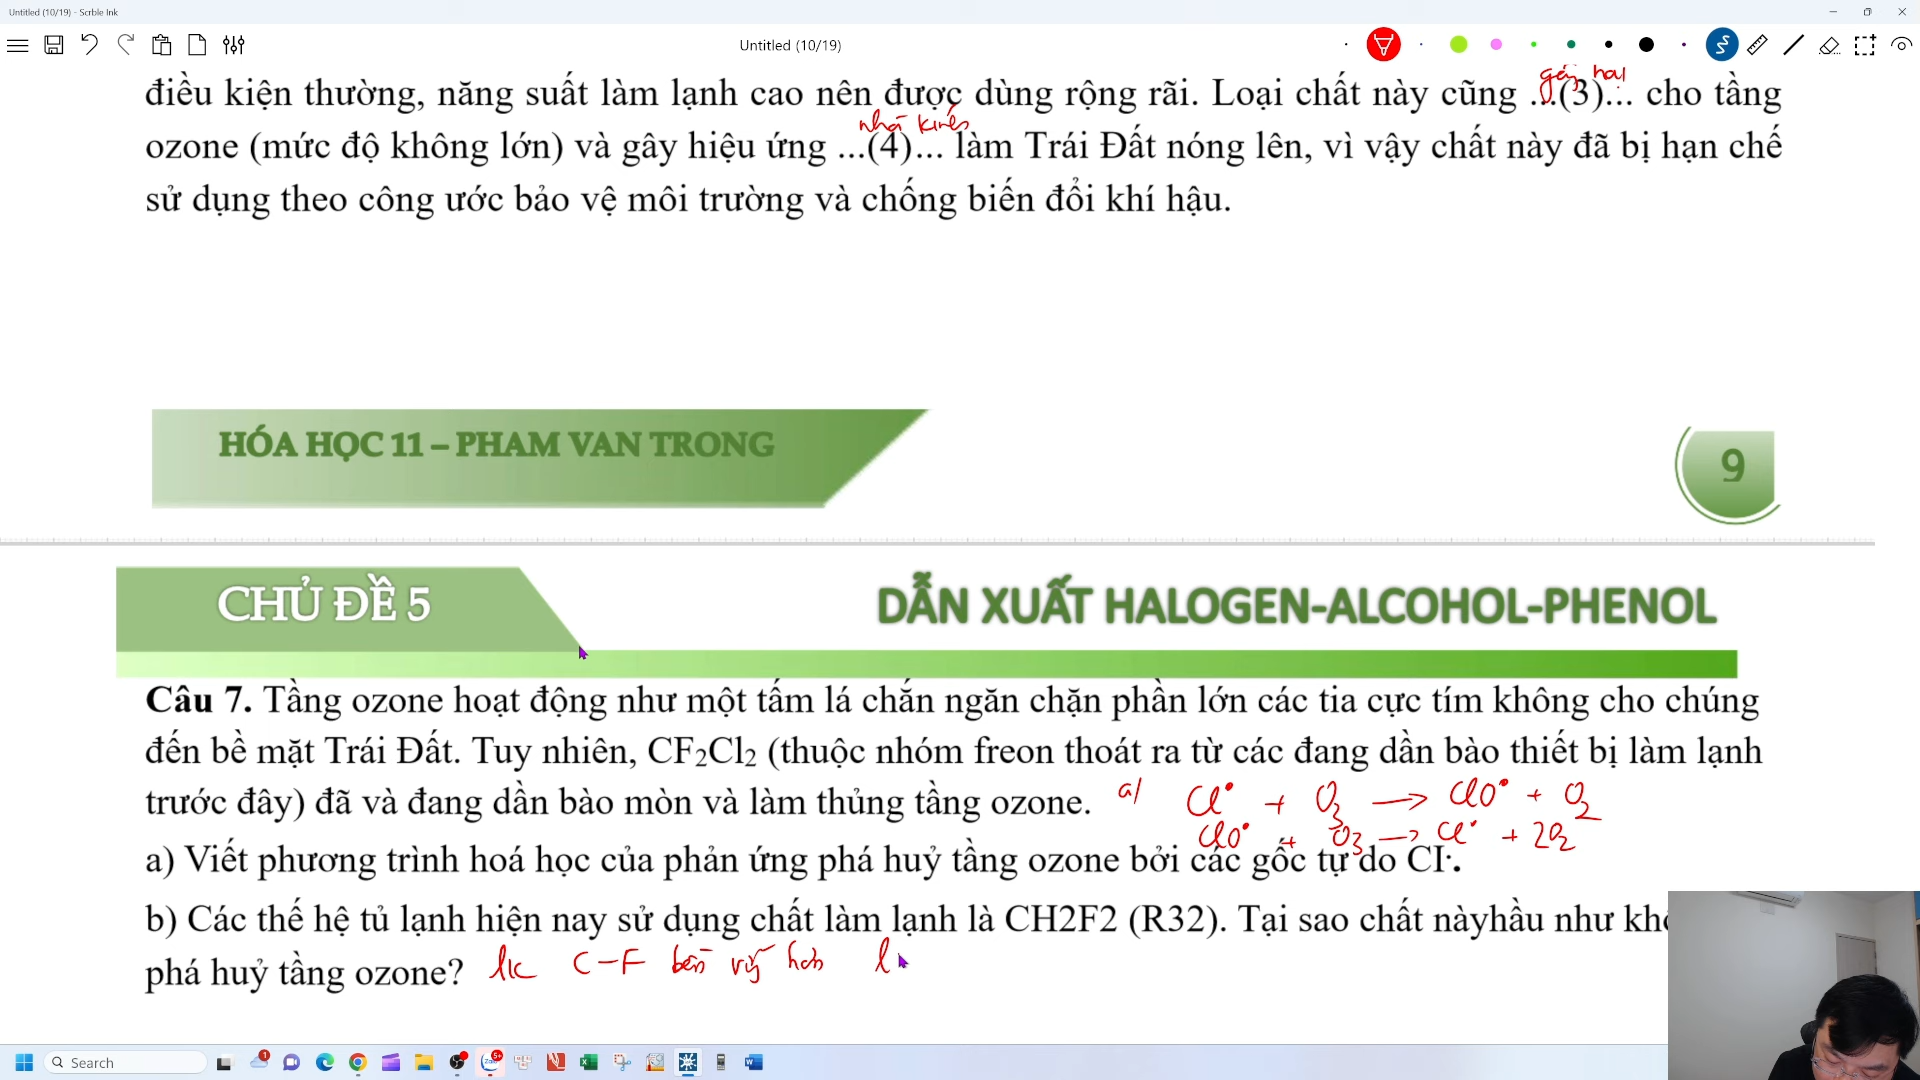 Untitled (10/19) - Scrble Ink
Untitled (10/19)
gây hại
điều kiện thường, năng suất làm lạnh cao nên được dùng rộng rãi. Loại chất này cũng ...(3)... cho tầng
nhà kính
ozone (mức độ không lớn) và gây hiệu ứng ...(4)... làm Trái Đất nóng lên, vì vậy chất này đã bị hạn chế
sử dụng theo công ước bảo vệ môi trường và chống biến đổi khí hậu.
HÓA HỌC 11 – PHAM VAN TRONG
9
CHỦ ĐỀ 5
DẪN XUẤT HALOGEN-ALCOHOL-PHENOL
Câu 7. Tầng ozone hoạt động như một tấm lá chắn ngăn chặn phần lớn các tia cực tím không cho chúng
đến bề mặt Trái Đất. Tuy nhiên, CF₂Cl₂ (thuộc nhóm freon thoát ra từ các đang dần bào thiết bị làm lạnh
trước đây) đã và đang dần bào mòn và làm thủng tầng ozone.
a/ Cl• + O₃ → ClO• + O₂
ClO• + O₃ → Cl• + 2O₂
a) Viết phương trình hoá học của phản ứng phá huỷ tầng ozone bởi các gốc tự do CI·.
b) Các thế hệ tủ lạnh hiện nay sử dụng chất làm lạnh là CH2F2 (R32). Tại sao chất nàyhầu như
phá huỷ tầng ozone? lk C-F bền vững hơn l
Search